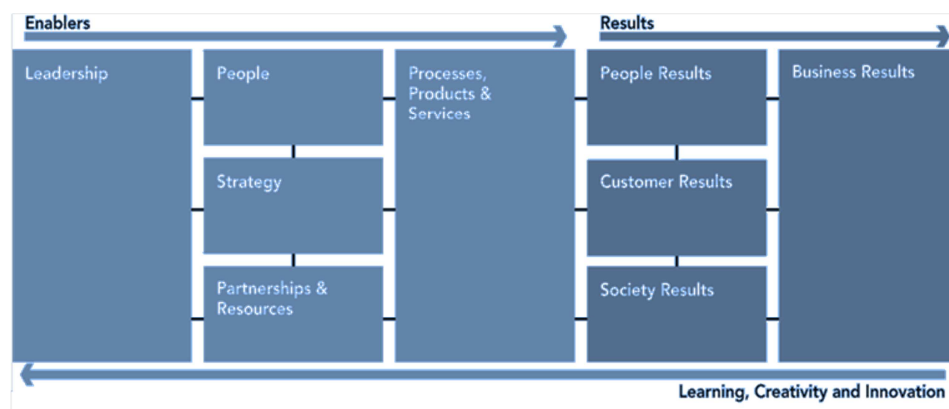 Enablers
Results
Leadership
People
Processes,
Products &
Services
People Results
Business Results
Strategy
Customer Results
Partnerships &
Resources
Society Results
Learning, Creativity and Innovation